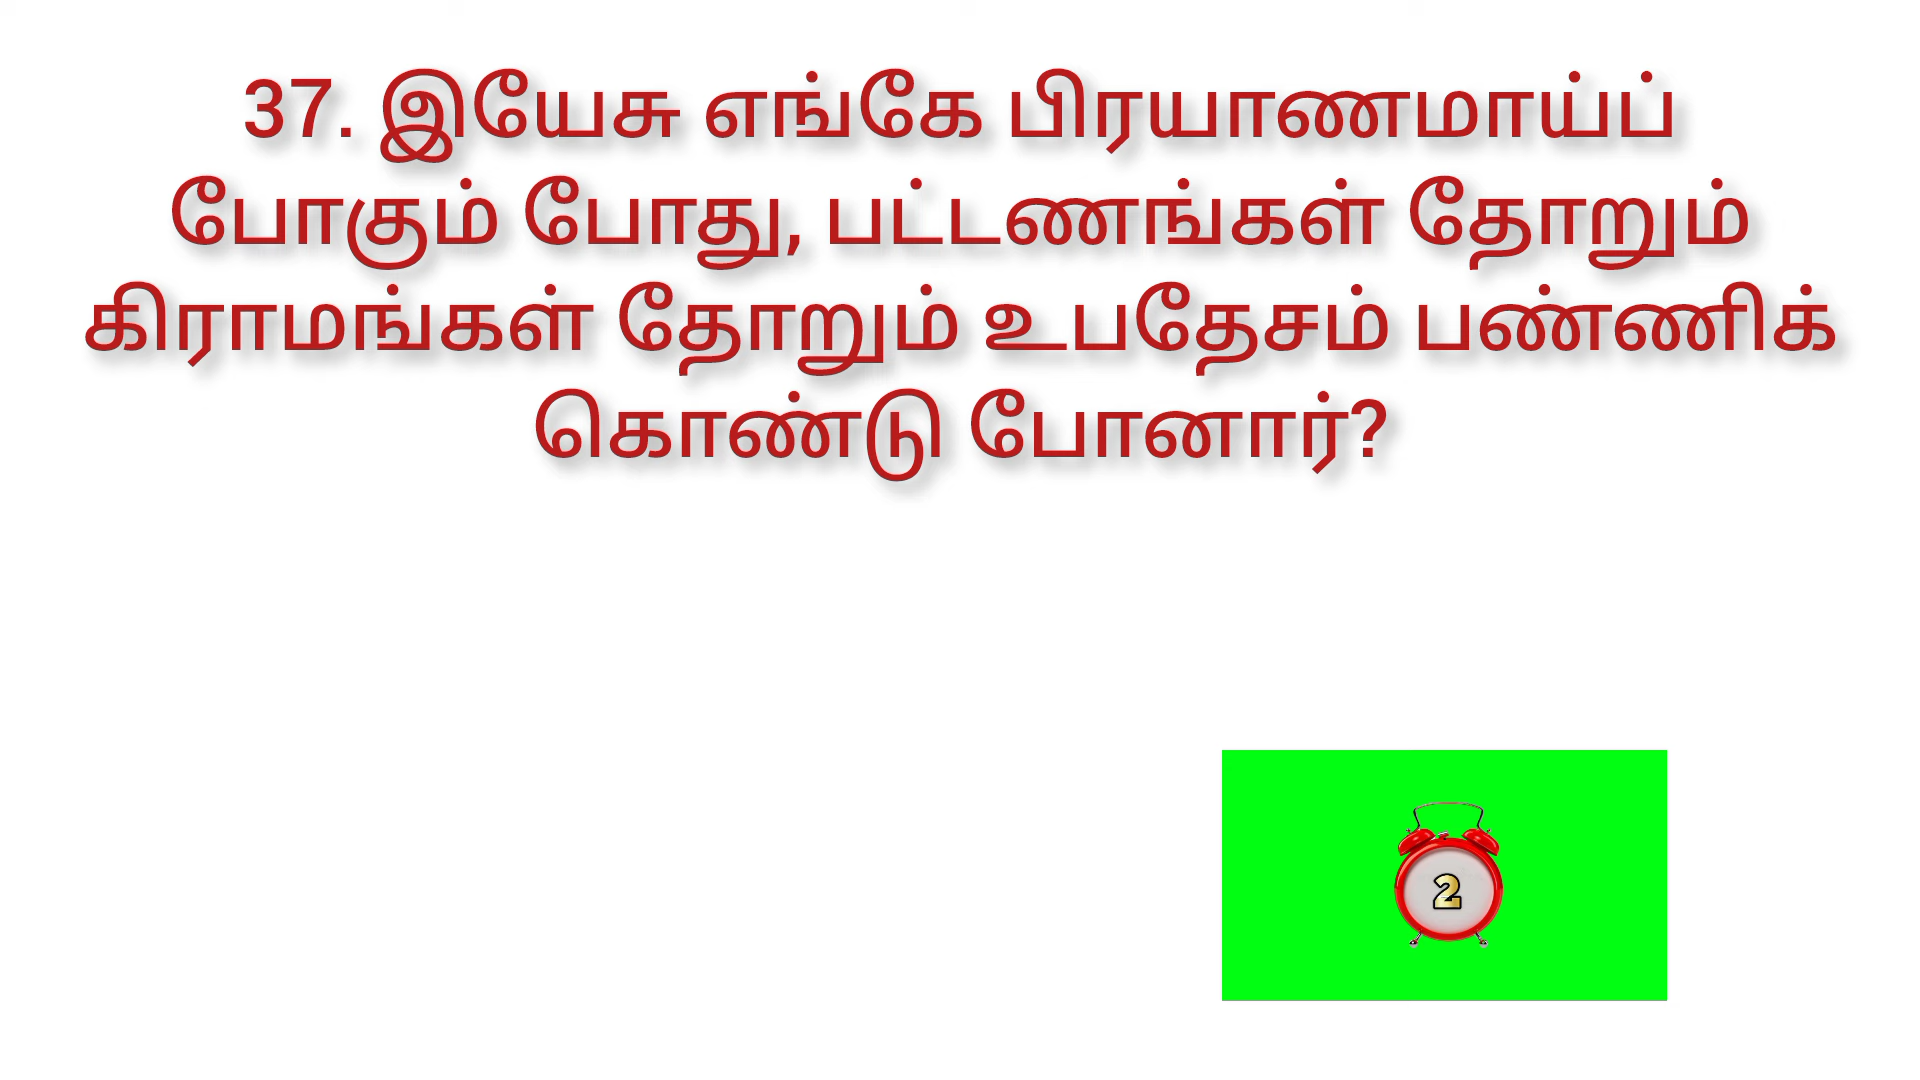 37. இயேசு எங்கே பிரயாணமாய்ப்
போகும் போது, பட்டணங்கள் தோறும்
கிராமங்கள் தோறும் உபதேசம் பண்ணிக்
கொண்டு போனார்?
2